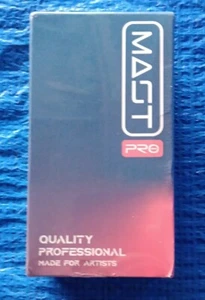 MAST
PRO
QUALITY
PROFESSIONAL
MADE FOR ARTISTS